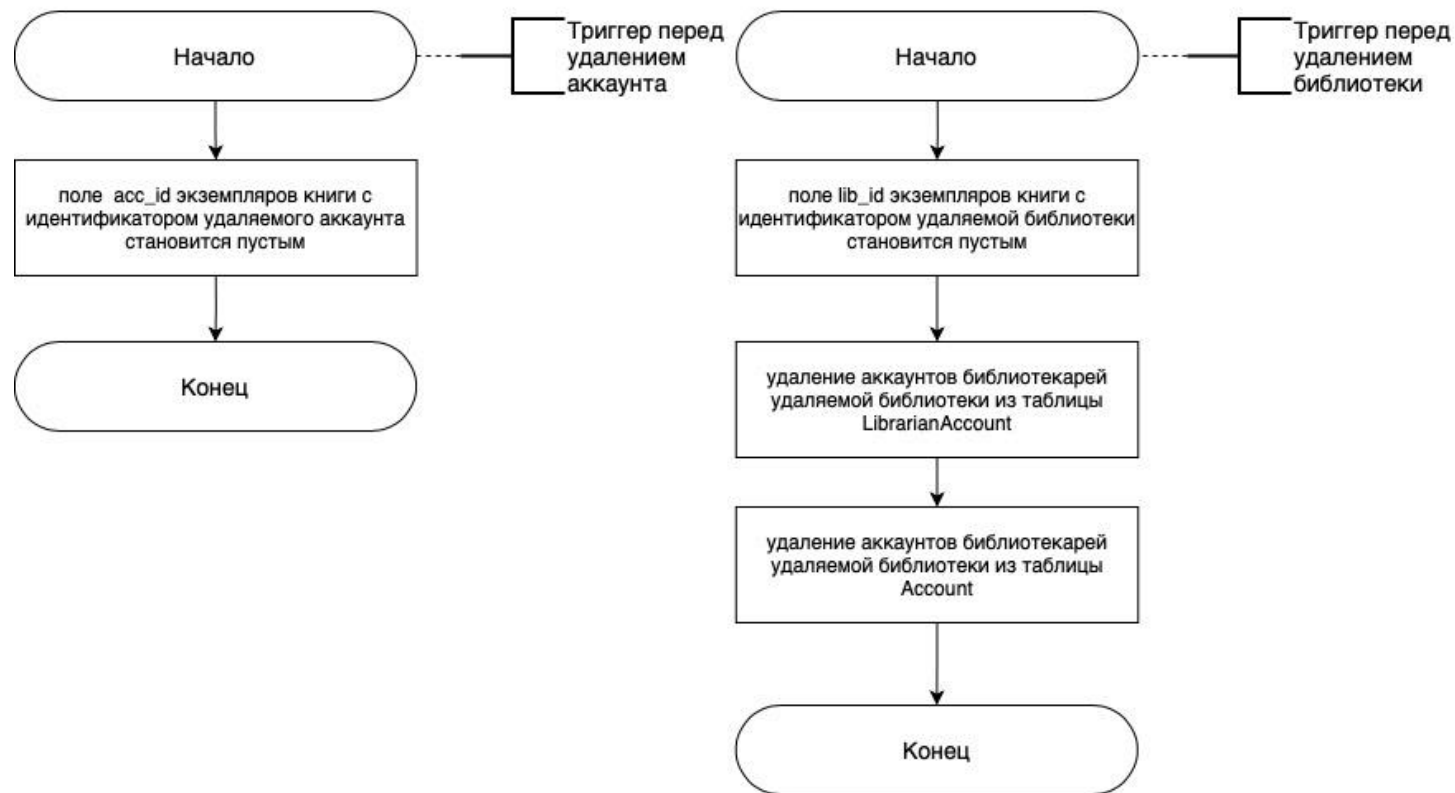 Начало
Триггер перед
удалением
аккаунта
поле acc_id экземпляров книги с
идентификатором удаляемого аккаунта
становится пустым
Конец
Начало
Триггер перед
удалением
библиотеки
поле lib_id экземпляров книги с
идентификатором удаляемой библиотеки
становится пустым
удаление аккаунтов библиотекарей
удаляемой библиотеки из таблицы
LibrarianAccount
удаление аккаунтов библиотекарей
удаляемой библиотеки из таблицы
Account
Конец